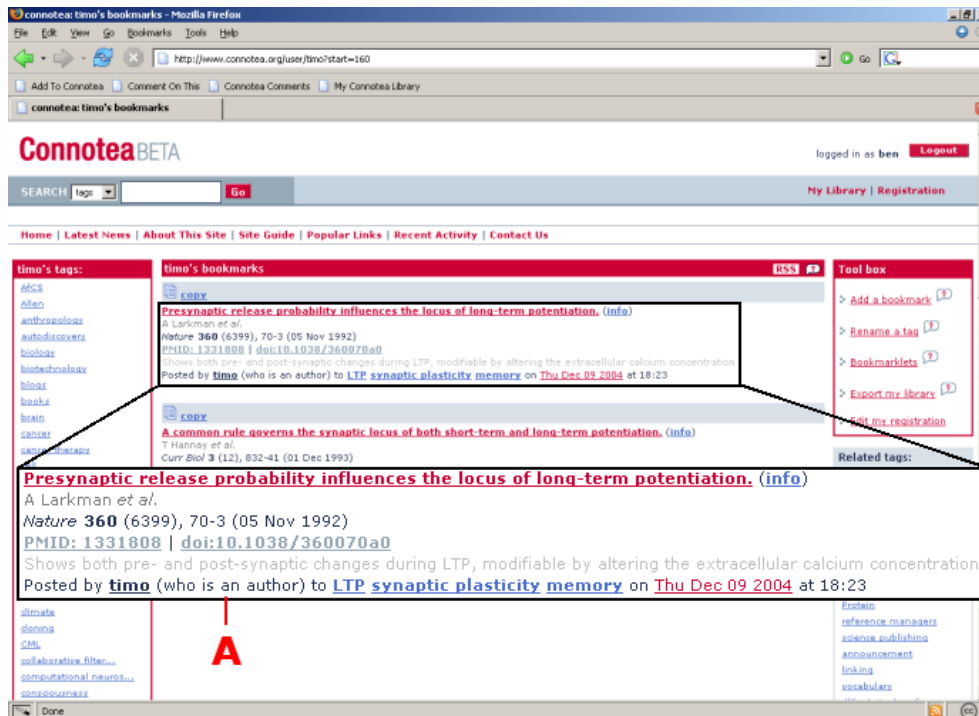 connotea: timo's bookmarks - Mozilla Firefox
File Edit View Go Bookmarks Tools Help
http://www.connotea.org/user/timo?start=160
Go
Add To Connotea Comment On This Connotea Comments My Connotea Library
connotea: timo's bookmarks
Connotea BETA
logged in as ben Logout
SEARCH tags Go
My Library | Registration
Home | Latest News | About This Site | Site Guide | Popular Links | Recent Activity | Contact Us
timo's tags:
AfCS
Allen
anthropology
autodiscovery
biology
biotechnology
blogs
books
brain
cancer
cancer therapy
timo's bookmarks RSS ?
copy
Presynaptic release probability influences the locus of long-term potentiation. (info)
A Larkman et al.
Nature 360 (6399), 70-3 (05 Nov 1992)
PMID: 1331808 | doi:10.1038/360070a0
Shows both pre- and post-synaptic changes during LTP, modifiable by altering the extracellular calcium concentration
Posted by timo (who is an author) to LTP synaptic plasticity memory on Thu Dec 09 2004 at 18:23
copy
A common rule governs the synaptic locus of both short-term and long-term potentiation. (info)
T Hannay et al.
Curr Biol 3 (12), 832-41 (01 Dec 1993)
Tool box
Add a bookmark ?
Rename a tag ?
Bookmarklets ?
Export my library ?
Edit my registration
Related tags:
Presynaptic release probability influences the locus of long-term potentiation. (info)
A Larkman et al.
Nature 360 (6399), 70-3 (05 Nov 1992)
PMID: 1331808 | doi:10.1038/360070a0
Shows both pre- and post-synaptic changes during LTP, modifiable by altering the extracellular calcium concentration
Posted by timo (who is an author) to LTP synaptic plasticity memory on Thu Dec 09 2004 at 18:23
A
climate
cloning
CML
collaborative filter...
computational neuros...
consciousness
Protein
reference managers
science publishing
announcement
linking
vocabulary
Done
cc